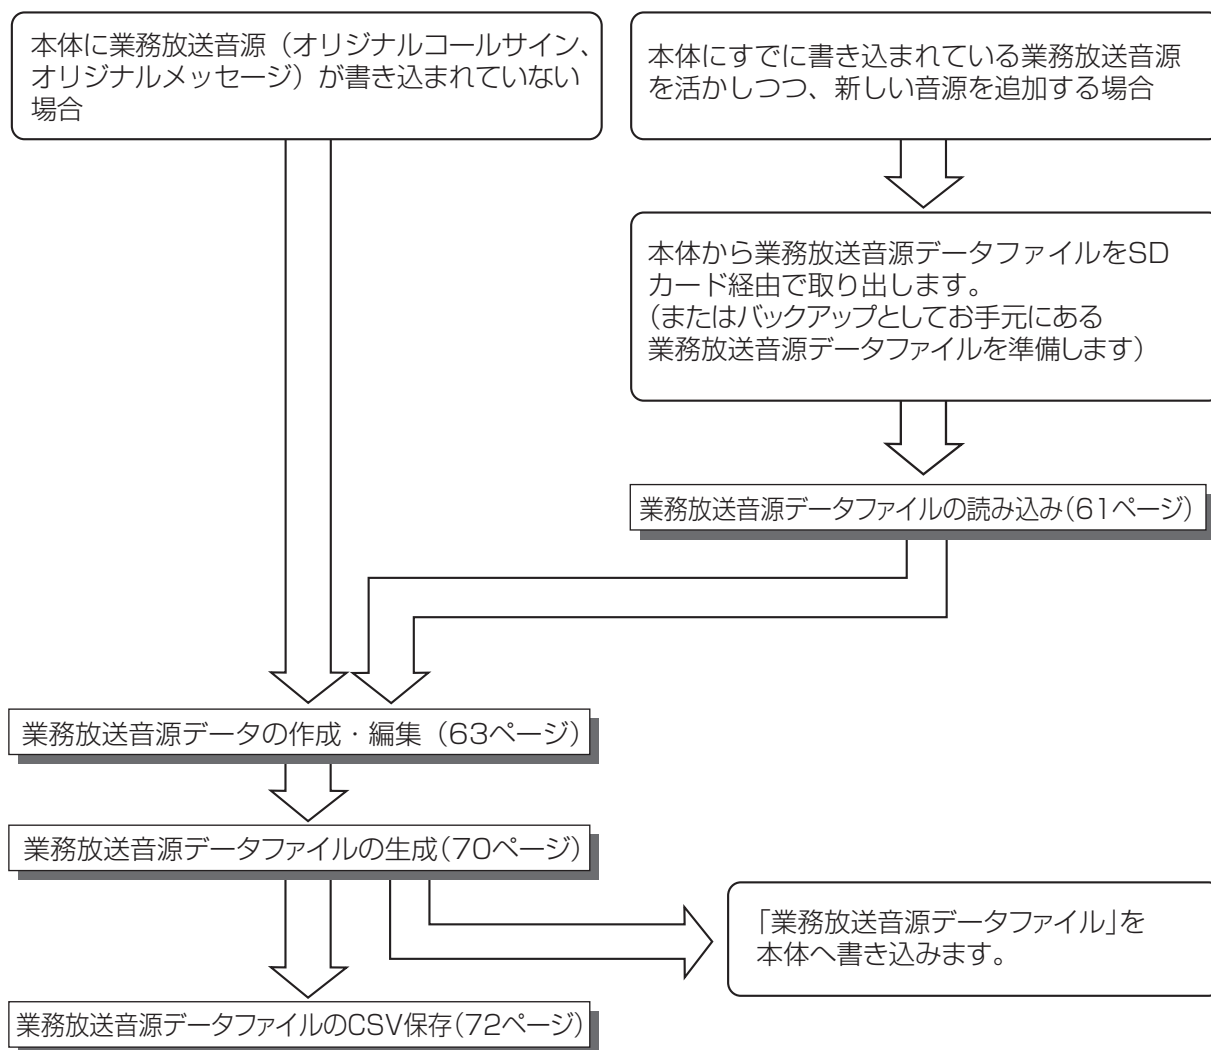 本体に業務放送音源（オリジナルコールサイン、
オリジナルメッセージ）が書き込まれていない
場合
本体にすでに書き込まれている業務放送音源
を活かしつつ、新しい音源を追加する場合
本体から業務放送音源データファイルをSD
カード経由で取り出します。
（またはバックアップとしてお手元にある
業務放送音源データファイルを準備します）
業務放送音源データファイルの読み込み（61ページ）
業務放送音源データの作成・編集（63ページ）
業務放送音源データファイルの生成（70ページ）
「業務放送音源データファイル」を
本体へ書き込みます。
業務放送音源データファイルのCSV保存（72ページ）